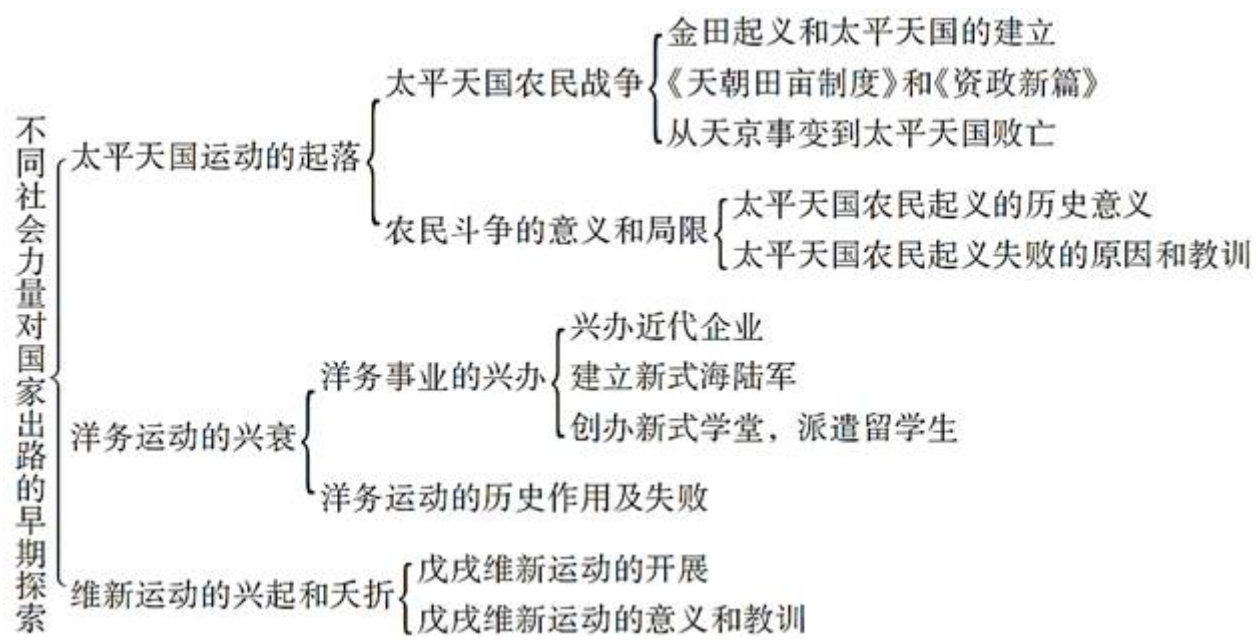 不同社会力量对国家出路的早期探索
太平天国运动的起落
太平天国农民战争
金田起义和太平天国的建立
《天朝田亩制度》和《资政新篇》
从天京事变到太平天国败亡
农民斗争的意义和局限
太平天国农民起义的历史意义
太平天国农民起义失败的原因和教训
洋务运动的兴衰
洋务事业的兴办
兴办近代企业
建立新式海陆军
创办新式学堂，派遣留学生
洋务运动的历史作用及失败
维新运动的兴起和夭折
戊戌维新运动的开展
戊戌维新运动的意义和教训